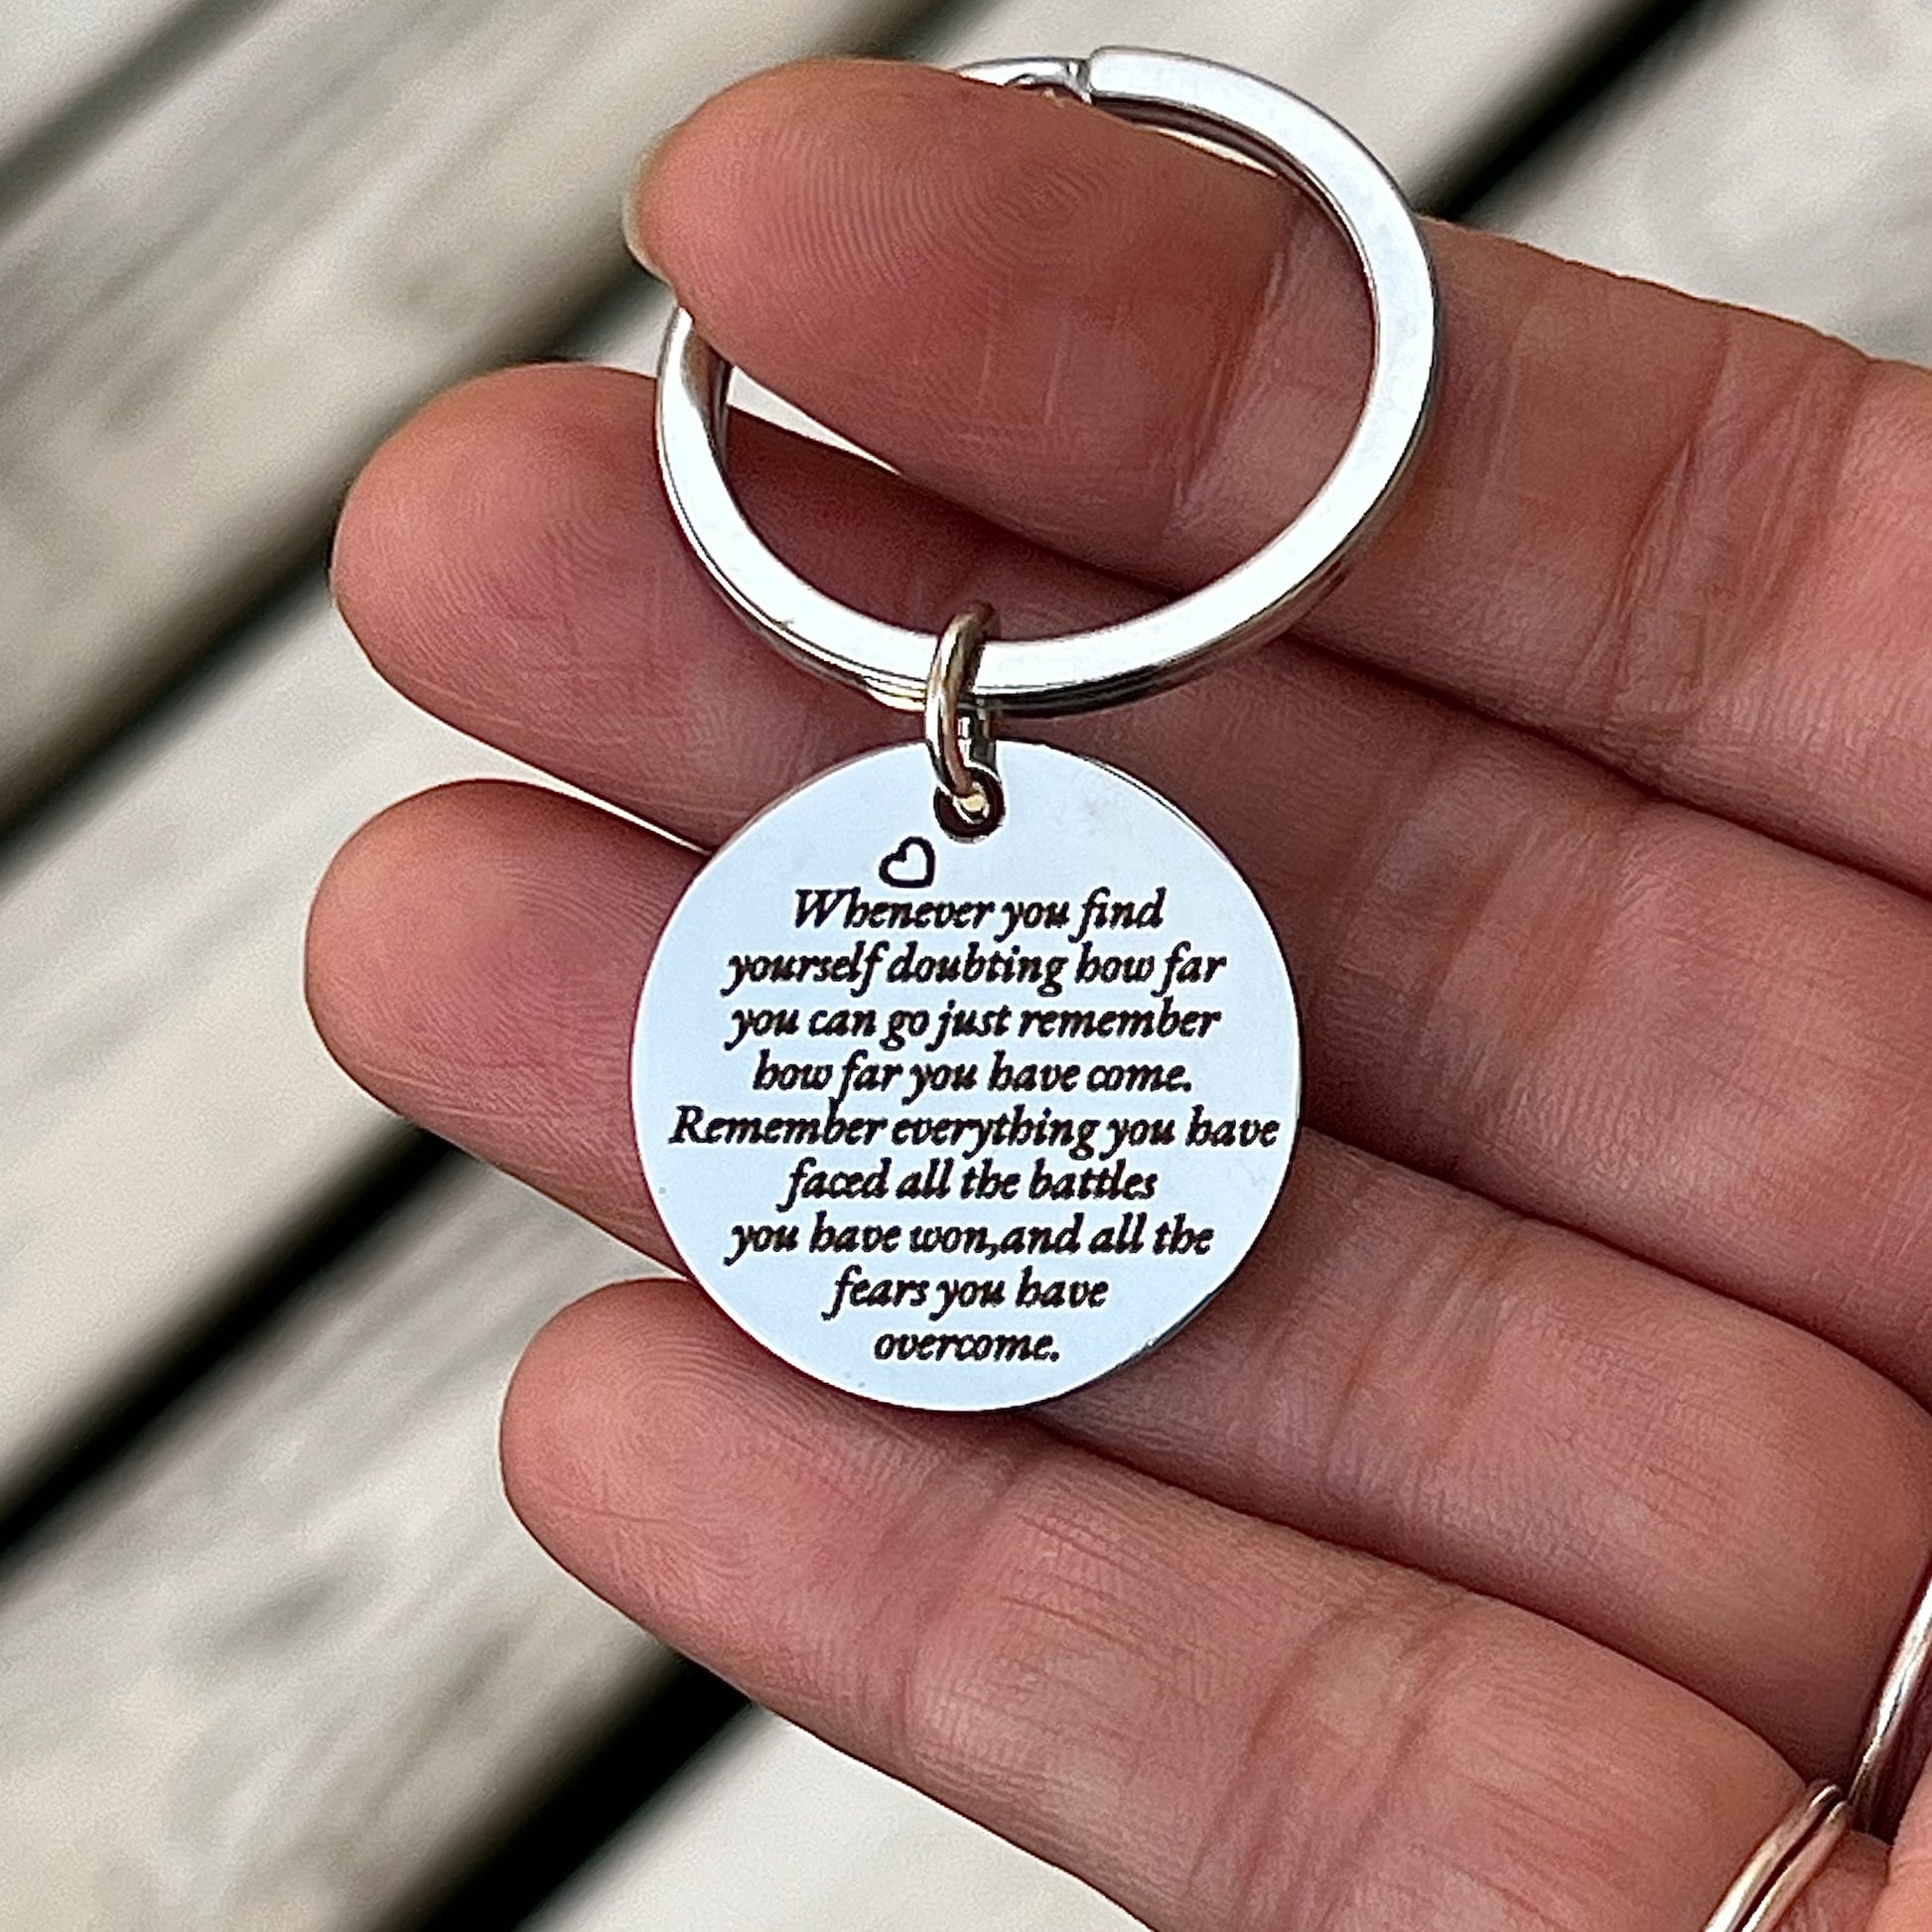 Whenever you find
yourself doubting how far
you can go just remember
how far you have come.
Remember everything you have
faced all the battles
you have won,and all the
fears you have
overcome.